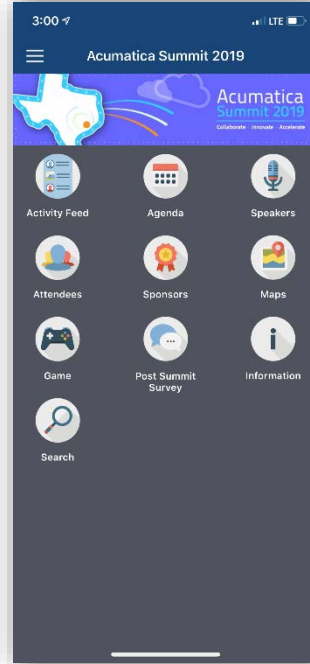 3:00
LTE
Acumatica Summit 2019
Acumatica
Summit 2019
Collaborate Innovate Accelerate
Activity Feed
Agenda
Speakers
Attendees
Sponsors
Maps
Game
Post Summit
Survey
Information
Search